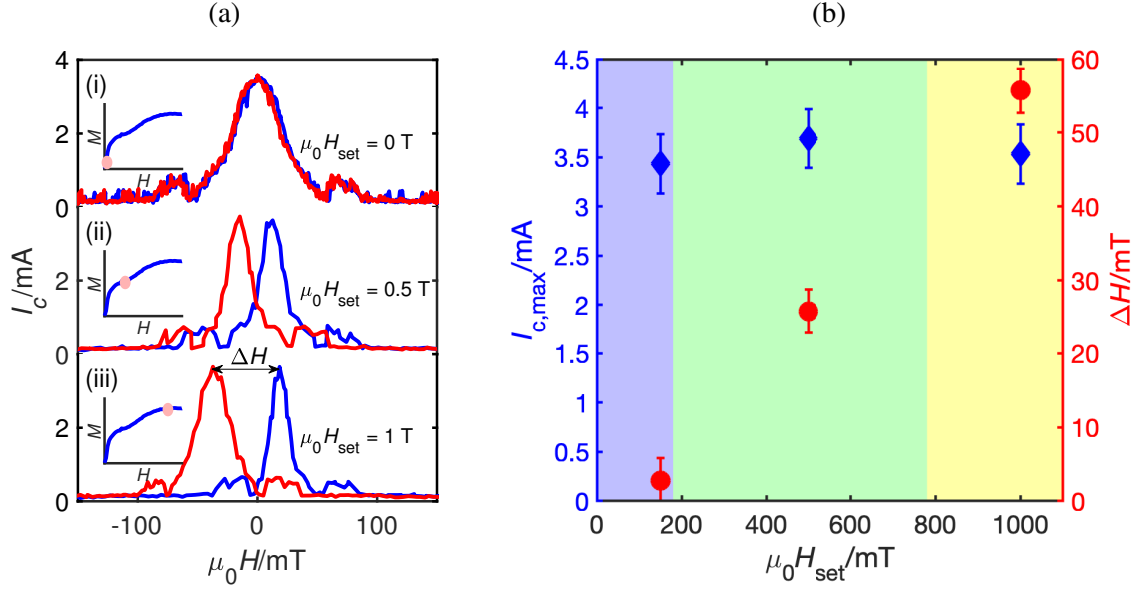 (a)
(b)
4
2
0
(i)
M
H
μ₀Hset = 0 T
2
0
(ii)
M
H
μ₀Hset = 0.5 T
2
0
(iii)
M
H
ΔH
μ₀Hset = 1 T
Ic/mA
-100 0 100
μ₀H/mT
4.5
4
3.5
3
2.5
2
1.5
1
0.5
0
Ic,max/mA
60
50
40
30
20
10
0
ΔH/mT
0 200 400 600 800 1000
μ₀Hset/mT